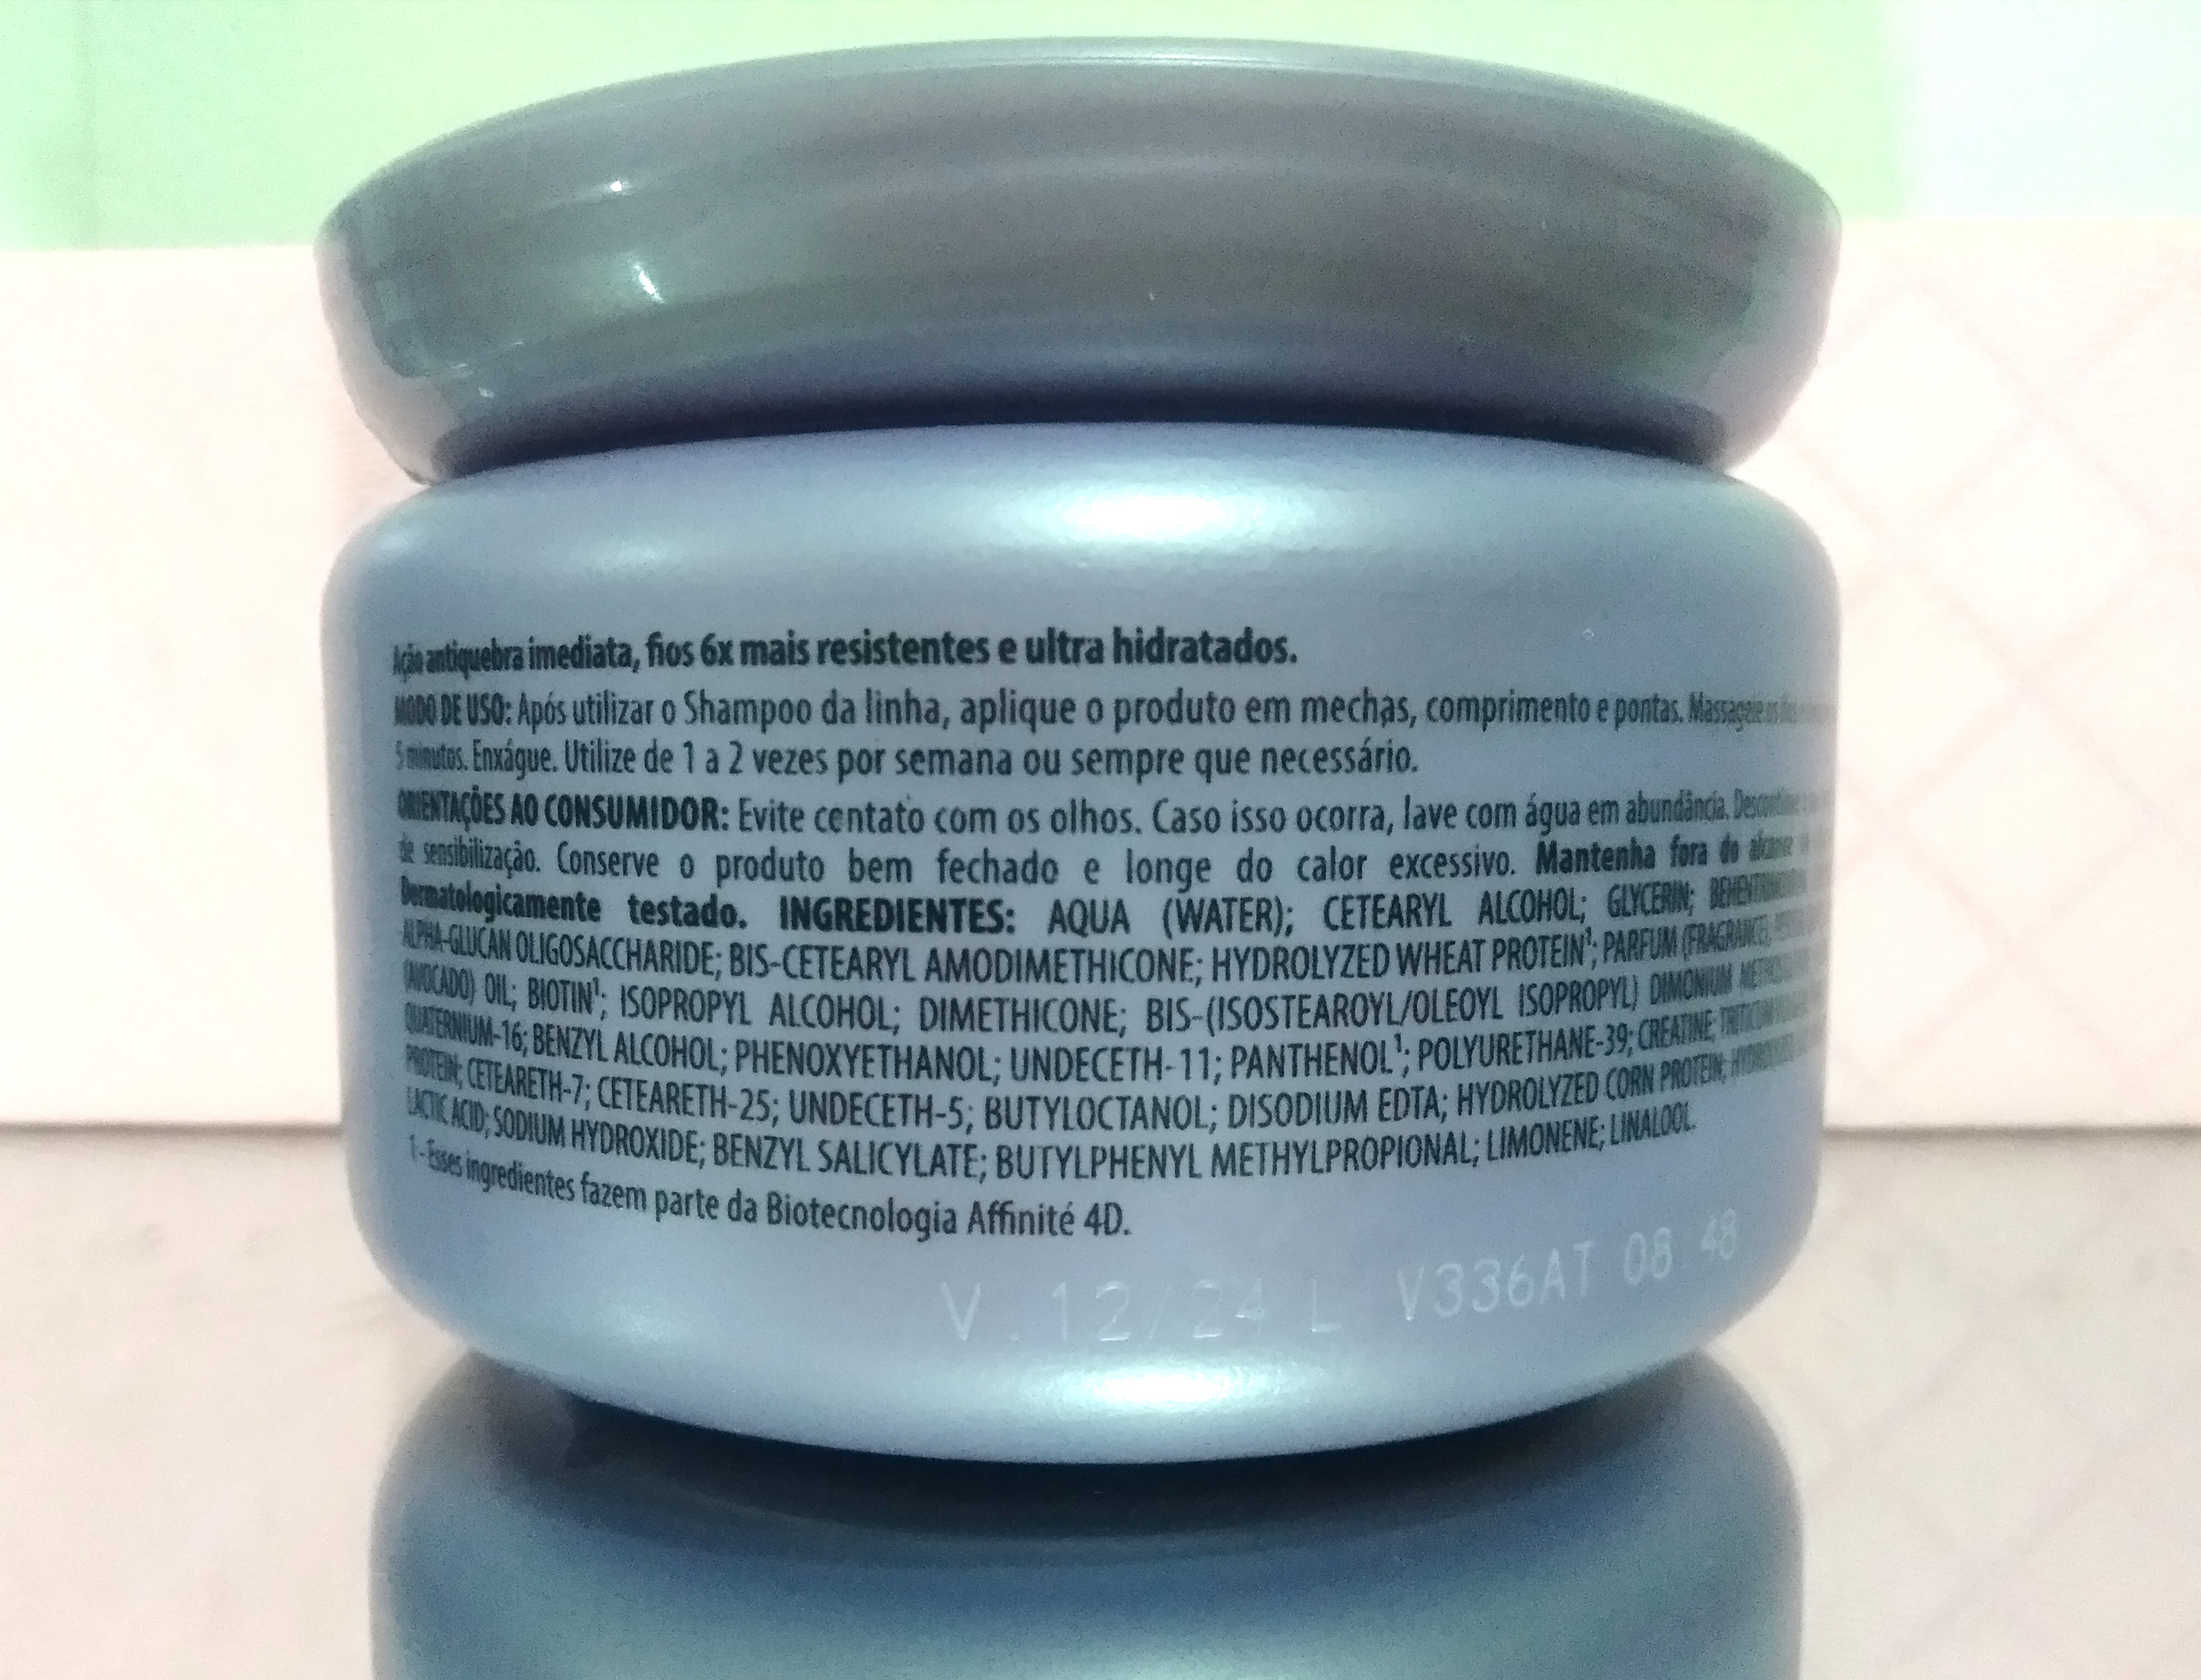 Ação antiquebra imediata, fios 6x mais resistentes e ultra hidratados.
MODO DE USO: Após utilizar o Shampoo da linha, aplique o produto em mechas, comprimento e pontas. Massageie os fios
5 minutos. Enxágue. Utilize de 1 a 2 vezes por semana ou sempre que necessário.
ORIENTAÇÕES AO CONSUMIDOR: Evite contato com os olhos. Caso isso ocorra, lave com água em abundância.
de sensibilização. Conserve o produto bem fechado e longe do calor excessivo. Mantenha fora do alcance
Dermatologicamente testado. INGREDIENTES: AQUA (WATER); CETEARYL ALCOHOL; GLYCERIN;
ALPHA-GLUCAN OLIGOSACCHARIDE; BIS-CETEARYL AMODIMETHICONE; HYDROLYZED WHEAT PROTEIN¹; PARFUM (FRAGRANCE);
(AVOCADO) OIL; BIOTIN¹; ISOPROPYL ALCOHOL; DIMETHICONE; BIS-(ISOSTEAROYL/OLEOYL ISOPROPYL) DIMONIUM
QUATERNIUM-16; BENZYL ALCOHOL; PHENOXYETHANOL; UNDECETH-11; PANTHENOL¹; POLYURETHANE-39; CREATINE;
PROTEIN; CETEARETH-7; CETEARETH-25; UNDECETH-5; BUTYLOCTANOL; DISODIUM EDTA; HYDROLYZED CORN PROTEIN;
LACTIC ACID; SODIUM HYDROXIDE; BENZYL SALICYLATE; BUTYLPHENYL METHYLPROPIONAL; LIMONENE; LINALOOL.
1- Esses ingredientes fazem parte da Biotecnologia Affinité 4D.
V. 12/24 L V336AT 08 48